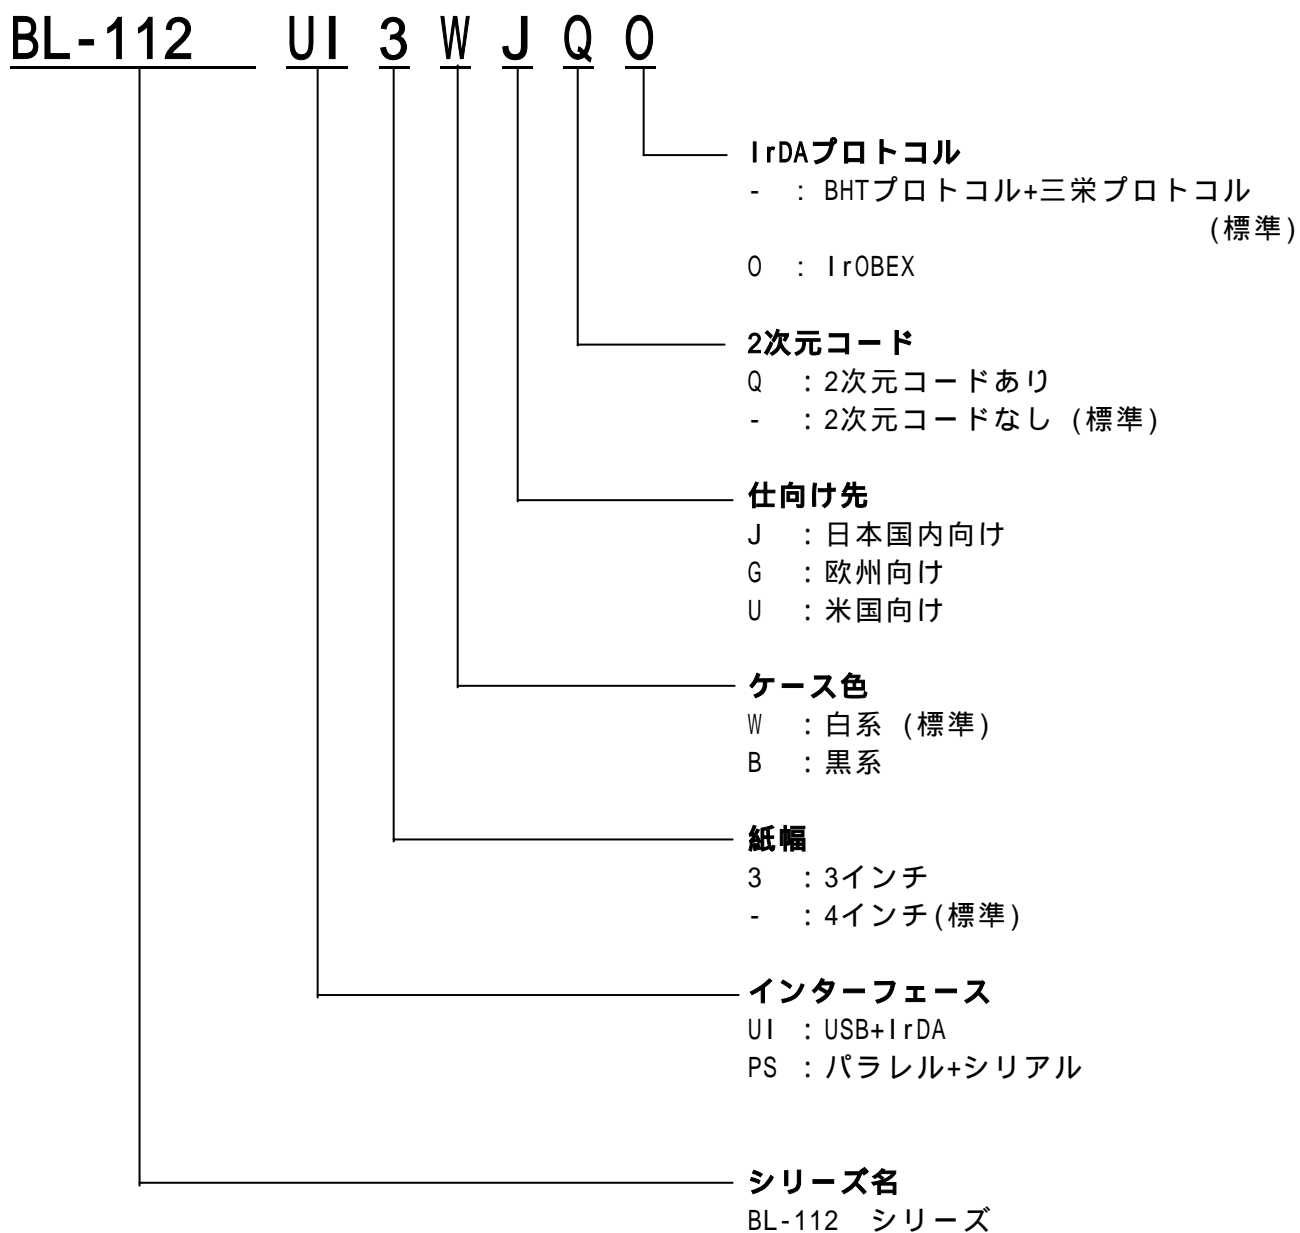 BL-112 UI 3 W J Q O
IrDAプロトコル
- : BHTプロトコル+三栄プロトコル
(標準)
O : IrOBEX
2次元コード
Q : 2次元コードあり
- : 2次元コードなし (標準)
仕向け先
J : 日本国内向け
G : 欧州向け
U : 米国向け
ケース色
W : 白系 (標準)
B : 黒系
紙幅
3 : 3インチ
- : 4インチ(標準)
インターフェース
UI : USB+IrDA
PS : パラレル+シリアル
シリーズ名
BL-112 シリーズ